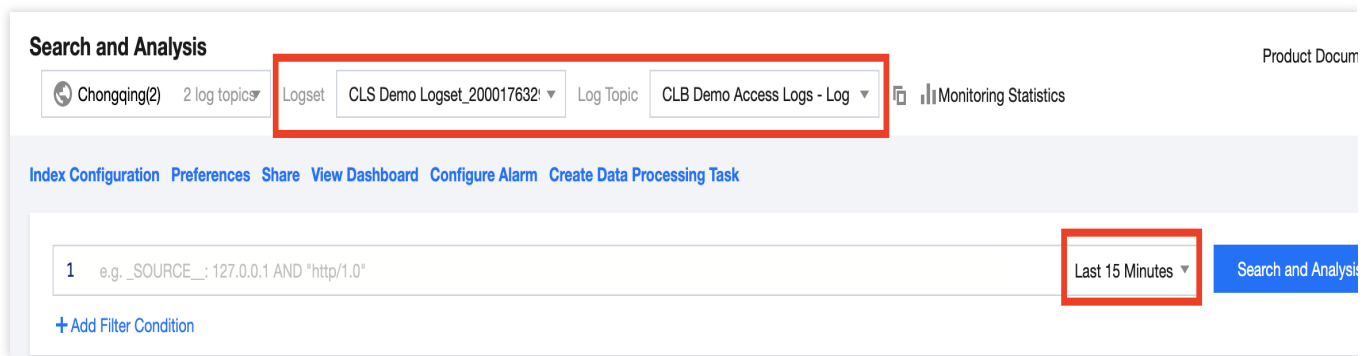 Search and Analysis
Product Docum
Chongqing(2) 2 log topics Logset CLS Demo Logset_200017632 Log Topic CLB Demo Access Logs - Log Monitoring Statistics
Index Configuration Preferences Share View Dashboard Configure Alarm Create Data Processing Task
1 e.g. _SOURCE__: 127.0.0.1 AND "http/1.0" Last 15 Minutes Search and Analysis
+ Add Filter Condition